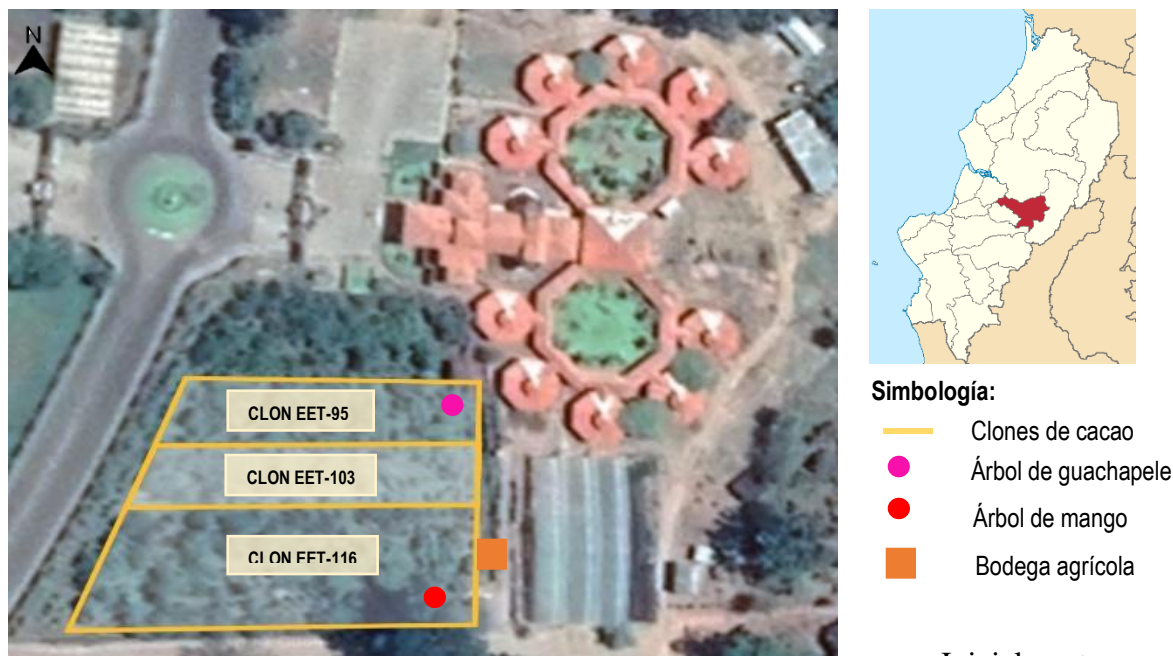 N
CLON EET-95
CLON EET-103
CLON EET-116
Simbología:
Clones de cacao
Árbol de guachapele
Árbol de mango
Bodega agrícola